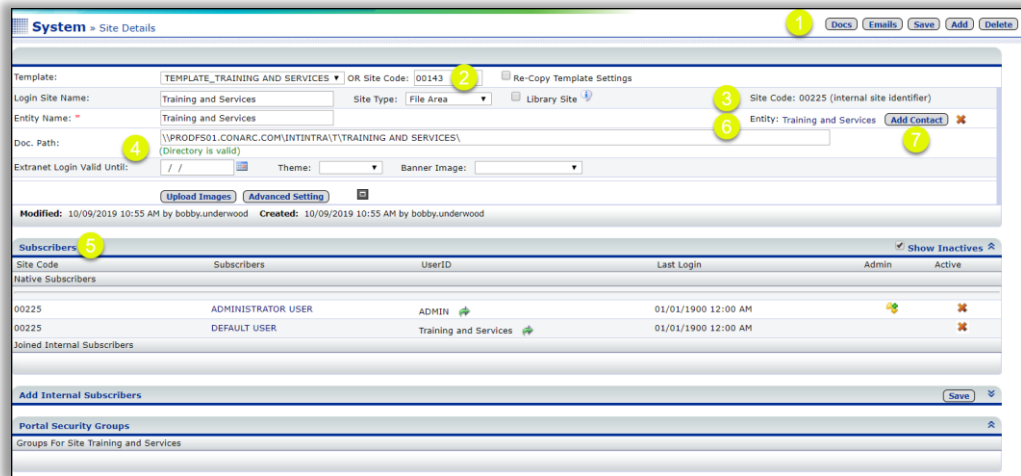 System » Site Details 1 Docs Emails Save Add Delete
Template: TEMPLATE_TRAINING AND SERVICES OR Site Code: 00143 2 Re-Copy Template Settings
Login Site Name: Training and Services Site Type: File Area Library Site 3 Site Code: 00225 (internal site identifier)
Entity Name: * Training and Services 6 Entity: Training and Services Add Contact
Doc. Path: \\PRODFS01.CONARC.COM\INTINTRA\T\TRAINING AND SERVICES\ 7
4 (Directory is valid)
Extranet Login Valid Until: / / Theme: Banner Image:
Upload Images Advanced Setting
Modified: 10/09/2019 10:55 AM by bobby.underwood Created: 10/09/2019 10:55 AM by bobby.underwood
Subscribers 5 Show Inactives
Site Code Subscribers UserID Last Login Admin Active
Native Subscribers
00225 ADMINISTRATOR USER ADMIN 01/01/1900 12:00 AM
00225 DEFAULT USER Training and Services 01/01/1900 12:00 AM
Joined Internal Subscribers
Add Internal Subscribers Save
Portal Security Groups
Groups For Site Training and Services